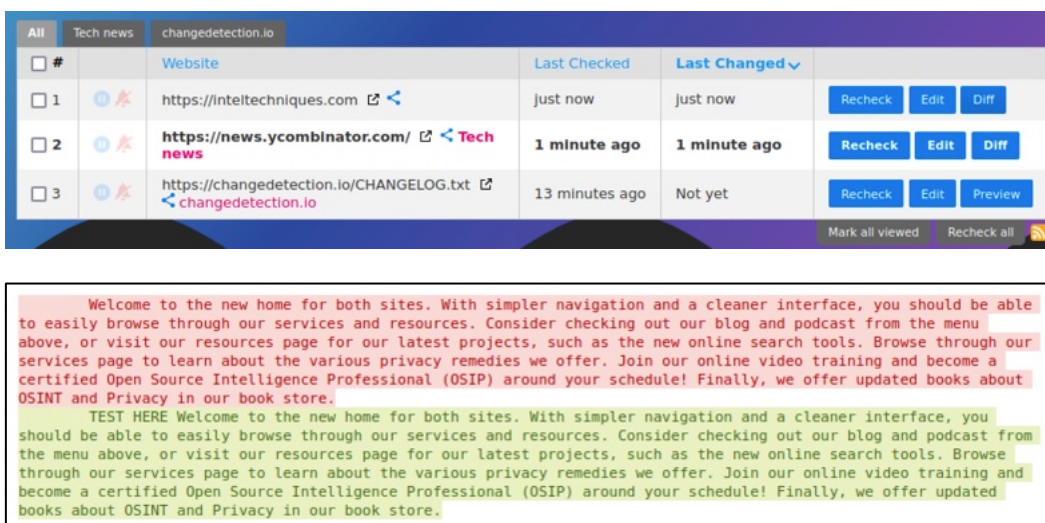 All Tech news changedetection.io
# Website Last Checked Last Changed
1 https://inteltechniques.com just now just now Recheck Edit Diff
2 https://news.ycombinator.com/ Tech news 1 minute ago 1 minute ago Recheck Edit Diff
3 https://changedetection.io/CHANGELOG.txt changedetection.io 13 minutes ago Not yet Recheck Edit Preview
Mark all viewed Recheck all
Welcome to the new home for both sites. With simpler navigation and a cleaner interface, you should be able
to easily browse through our services and resources. Consider checking out our blog and podcast from the menu
above, or visit our resources page for our latest projects, such as the new online search tools. Browse through our
services page to learn about the various privacy remedies we offer. Join our online video training and become a
certified Open Source Intelligence Professional (OSIP) around your schedule! Finally, we offer updated books about
OSINT and Privacy in our book store.
TEST HERE Welcome to the new home for both sites. With simpler navigation and a cleaner interface, you
should be able to easily browse through our services and resources. Consider checking out our blog and podcast from
the menu above, or visit our resources page for our latest projects, such as the new online search tools. Browse
through our services page to learn about the various privacy remedies we offer. Join our online video training and
become a certified Open Source Intelligence Professional (OSIP) around your schedule! Finally, we offer updated
books about OSINT and Privacy in our book store.